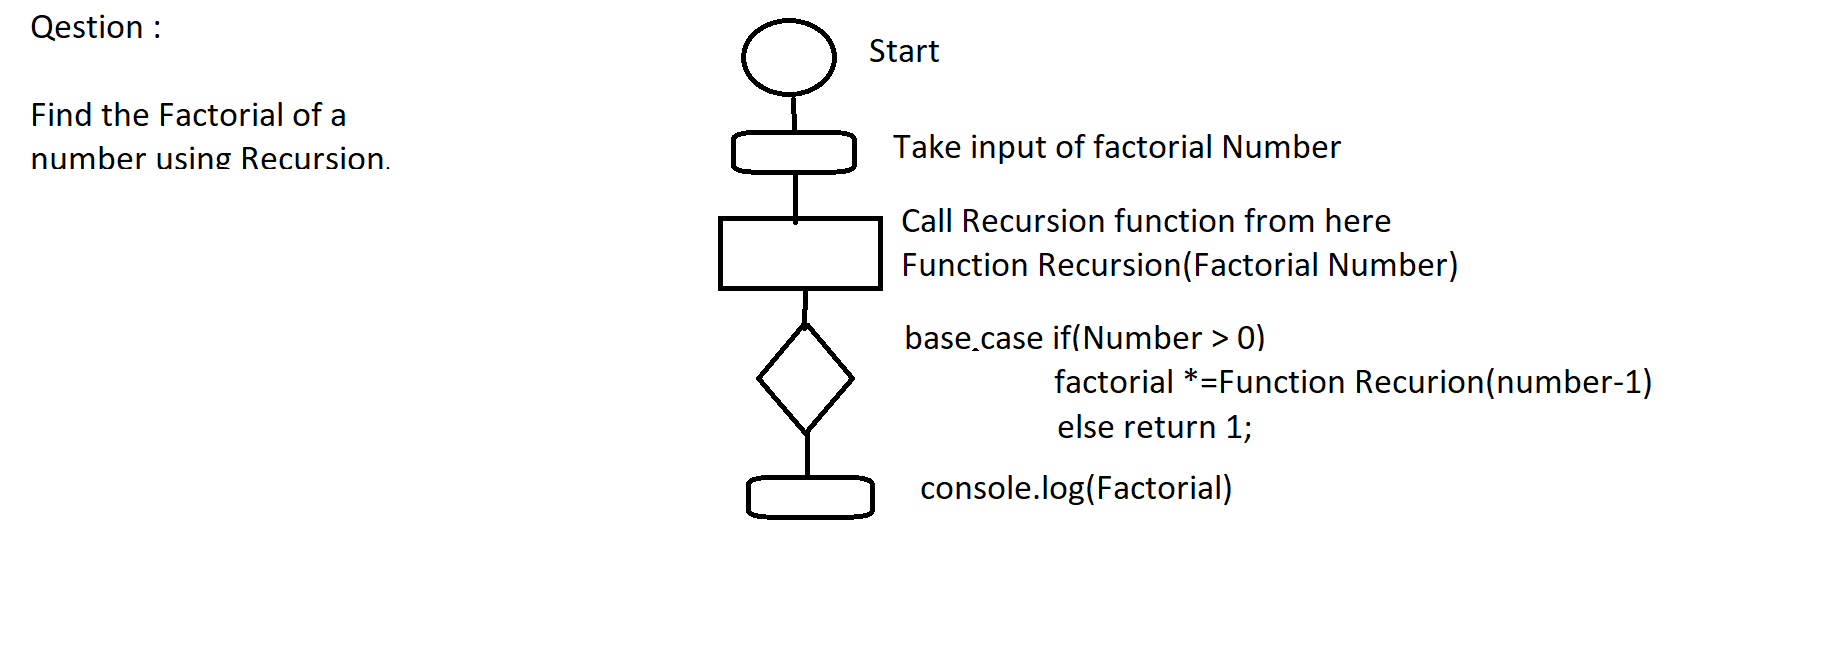 Qestion :
Find the Factorial of a
number using Recursion.
Start
Take input of factorial Number
Call Recursion function from here
Function Recursion(Factorial Number)
base case if(Number > 0)
factorial *=Function Recurion(number-1)
else return 1;
console.log(Factorial)